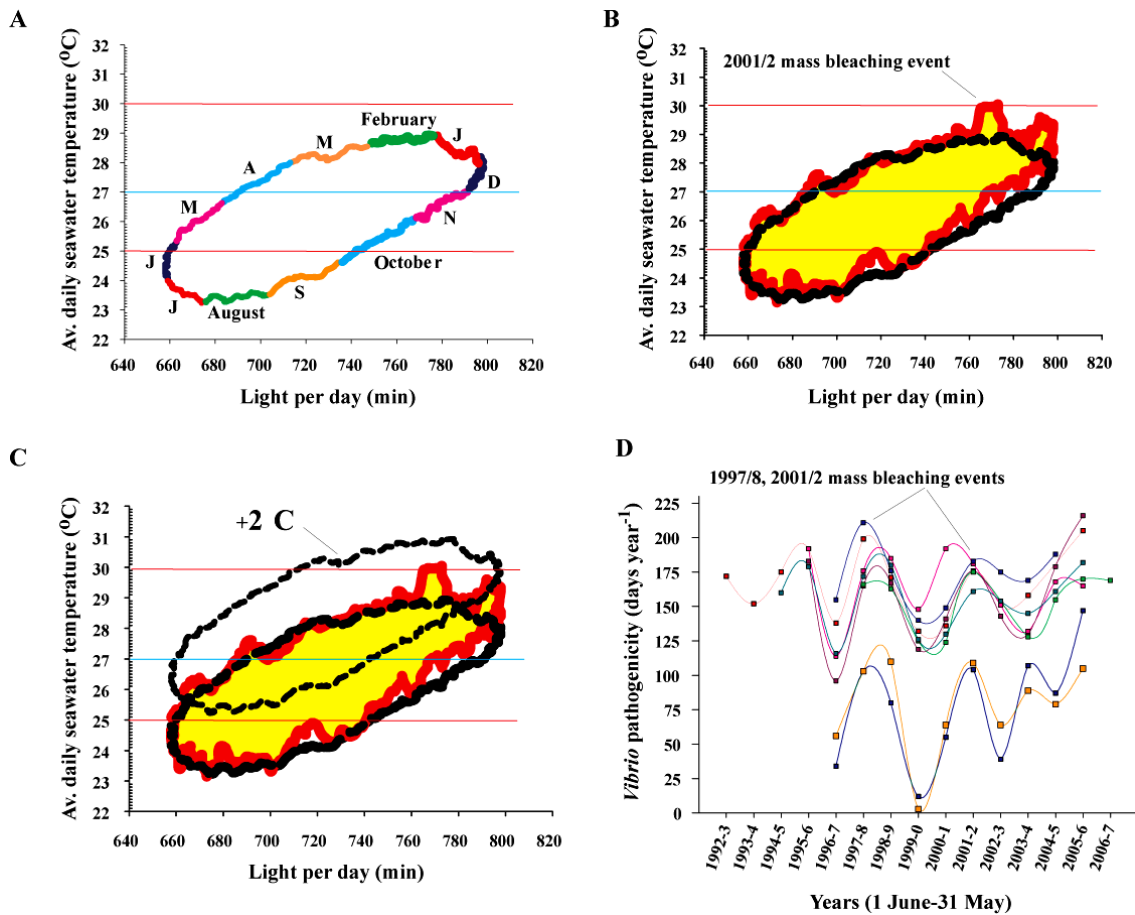 A
Av. daily seawater temperature (⁰C)
32
31
30
29
28
27
26
25
24
23
22
February
M
J
A
D
M
N
J
October
S
J
August
640 660 680 700 720 740 760 780 800 820
Light per day (min)
B
2001/2 mass bleaching event
Av. daily seawater temperature (⁰C)
32
31
30
29
28
27
26
25
24
23
22
640 660 680 700 720 740 760 780 800 820
Light per day (min)
C
+2 C
Av. daily seawater temperature (⁰C)
32
31
30
29
28
27
26
25
24
23
22
640 660 680 700 720 740 760 780 800 820
Light per day (min)
D
1997/8, 2001/2 mass bleaching events
Vibrio pathogenicity (days year⁻¹)
225
200
175
150
125
100
75
50
25
0
1992-3
1993-4
1994-5
1995-6
1996-7
1997-8
1998-9
1999-0
2000-1
2001-2
2002-3
2003-4
2004-5
2005-6
2006-7
Years (1 June-31 May)